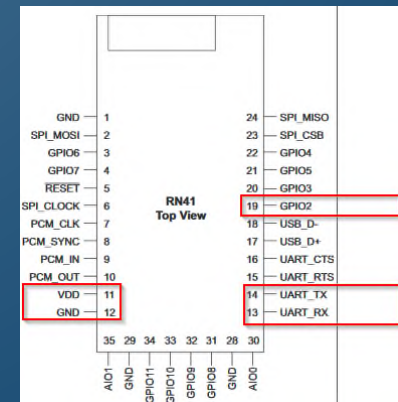 GND 1
SPI_MOSI 2
GPIO6 3
GPIO7 4
RESET 5
SPI_CLOCK 6
PCM_CLK 7
PCM_SYNC 8
PCM_IN 9
PCM_OUT 10
VDD 11
GND 12
RN41
Top View
24 SPI_MISO
23 SPI_CSB
22 GPIO4
21 GPIO5
20 GPIO3
19 GPIO2
18 USB_D-
17 USB_D+
16 UART_CTS
15 UART_RTS
14 UART_TX
13 UART_RX
35 29 34 33 32 31 28 30
AIO1
GND
GPIO11
GPIO10
GPIO9
GPIO8
GND
AIO0